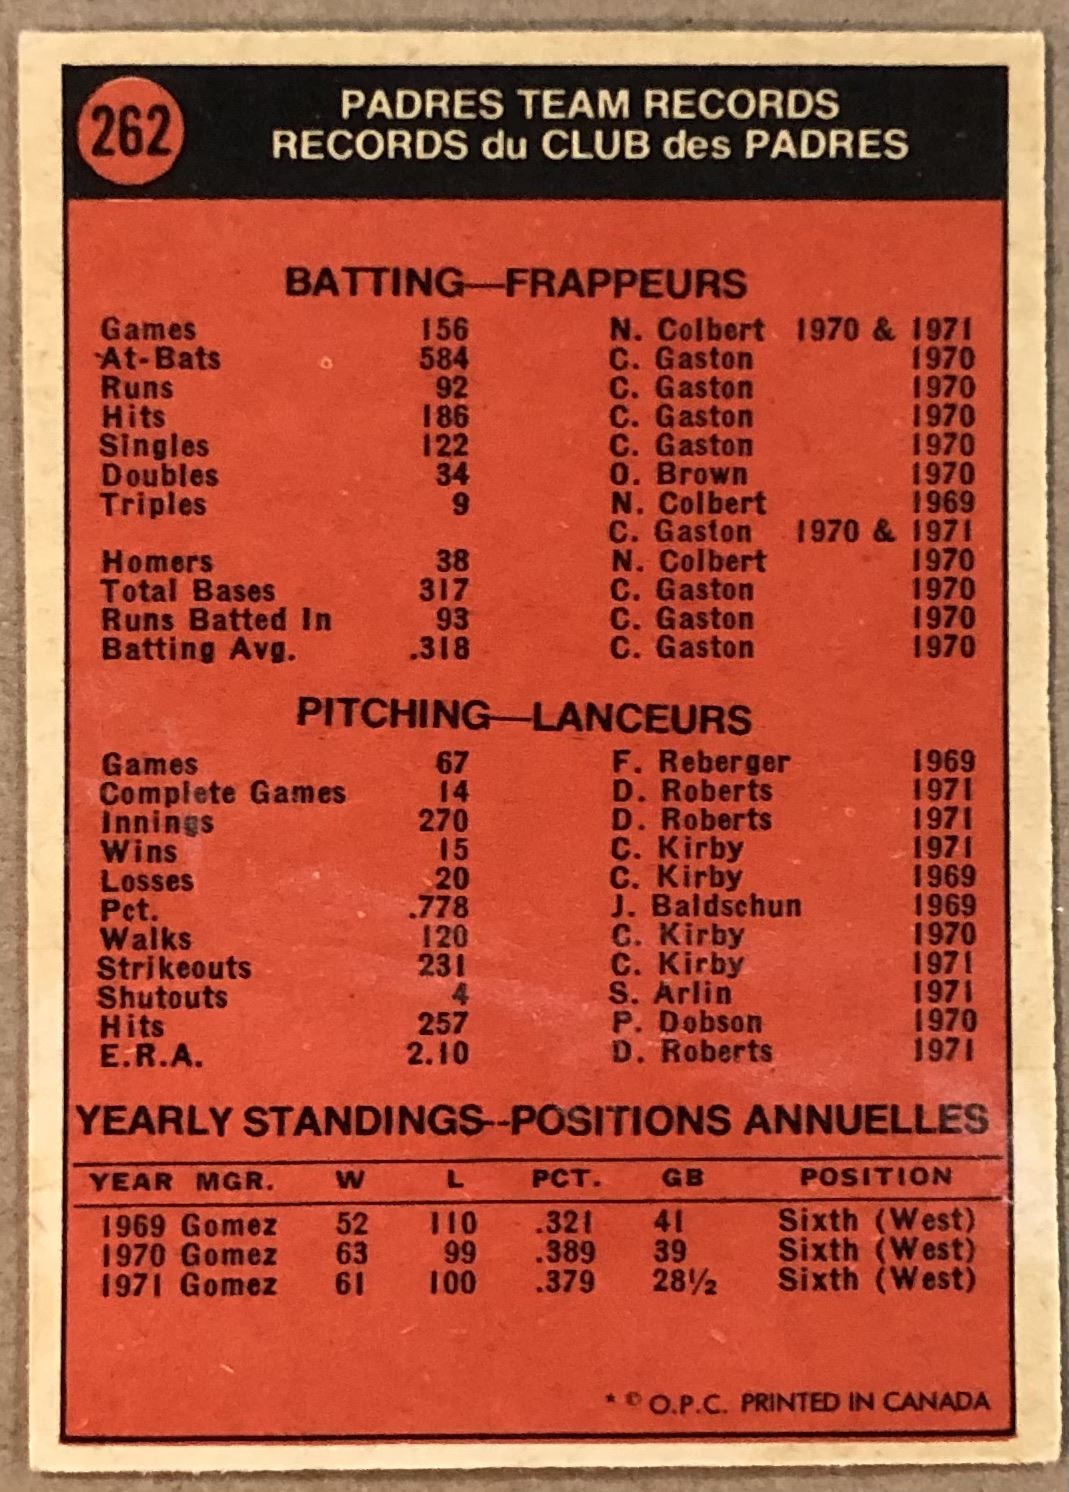 262
PADRES TEAM RECORDS
RECORDS du CLUB des PADRES
BATTING—FRAPPEURS
Games 156 N. Colbert 1970 & 1971
At-Bats 584 C. Gaston 1970
Runs 92 C. Gaston 1970
Hits 186 C. Gaston 1970
Singles 122 C. Gaston 1970
Doubles 34 O. Brown 1970
Triples 9 N. Colbert 1969
C. Gaston 1970 & 1971
Homers 38 N. Colbert 1970
Total Bases 317 C. Gaston 1970
Runs Batted In 93 C. Gaston 1970
Batting Avg. .318 C. Gaston 1970
PITCHING—LANCEURS
Games 67 F. Reberger 1969
Complete Games 14 D. Roberts 1971
Innings 270 D. Roberts 1971
Wins 15 C. Kirby 1971
Losses 20 C. Kirby 1969
Pct. .778 J. Baldschun 1969
Walks 120 C. Kirby 1970
Strikeouts 231 C. Kirby 1971
Shutouts 4 S. Arlin 1971
Hits 257 P. Dobson 1970
E.R.A. 2.10 D. Roberts 1971
YEARLY STANDINGS--POSITIONS ANNUELLES
YEAR MGR. W L PCT. GB POSITION
1969 Gomez 52 110 .321 41 Sixth (West)
1970 Gomez 63 99 .389 39 Sixth (West)
1971 Gomez 61 100 .379 28½ Sixth (West)
* © O.P.C. PRINTED IN CANADA